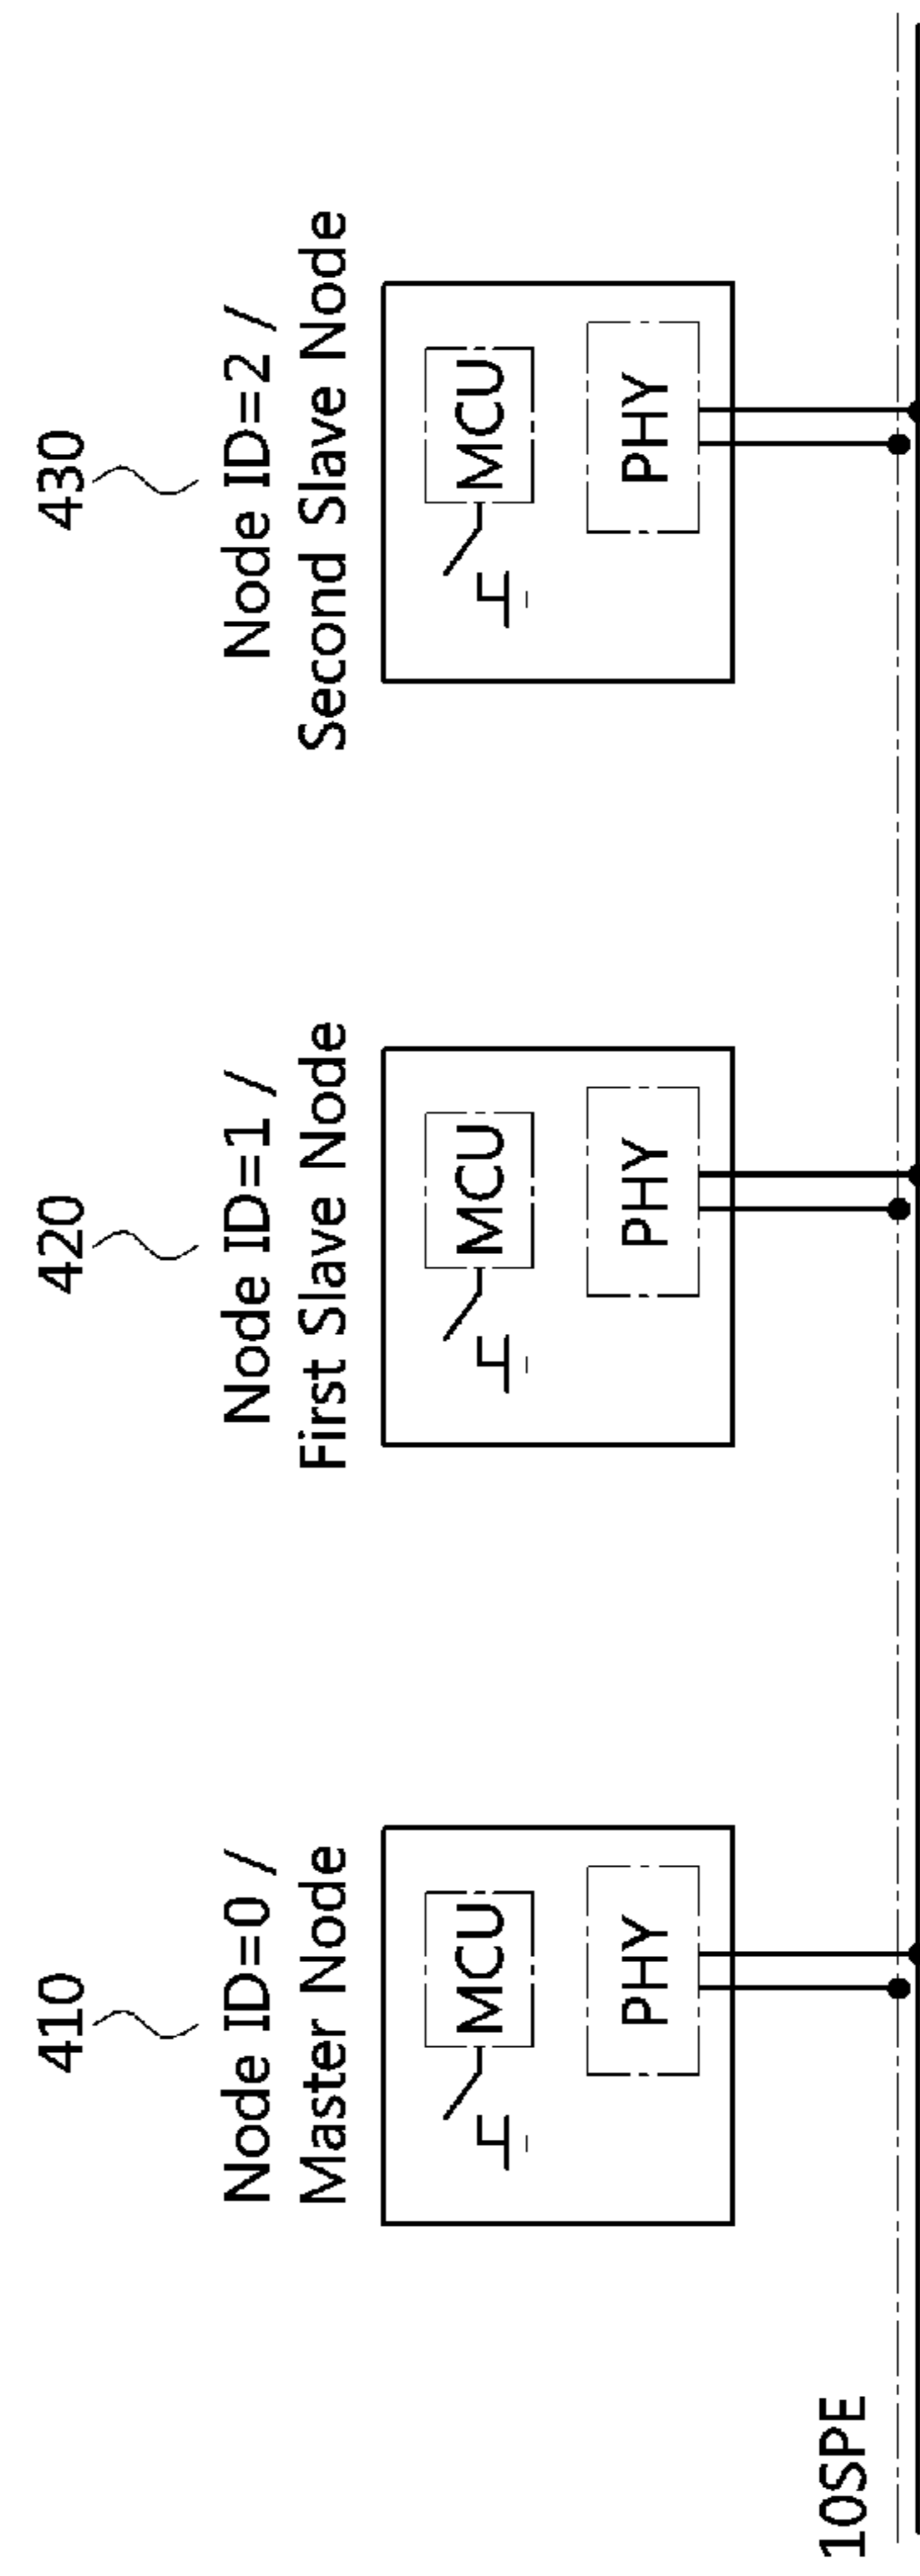 410
Node ID=0 /
Master Node
MCU
PHY
420
Node ID=1 /
First Slave Node
MCU
PHY
430
Node ID=2 /
Second Slave Node
MCU
PHY
10SPE